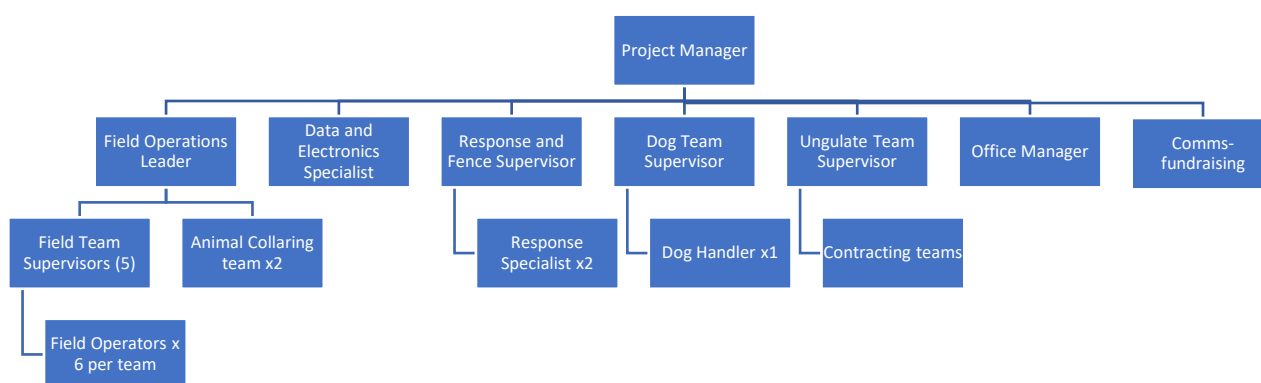 Project Manager
Field Operations
Leader
Data and
Electronics
Specialist
Response and
Fence Supervisor
Dog Team
Supervisor
Ungulate Team
Supervisor
Office Manager
Comms-
fundraising
Field Team
Supervisors (5)
Animal Collaring
team x2
Response
Specialist x2
Dog Handler x1
Contracting teams
Field Operators x
6 per team